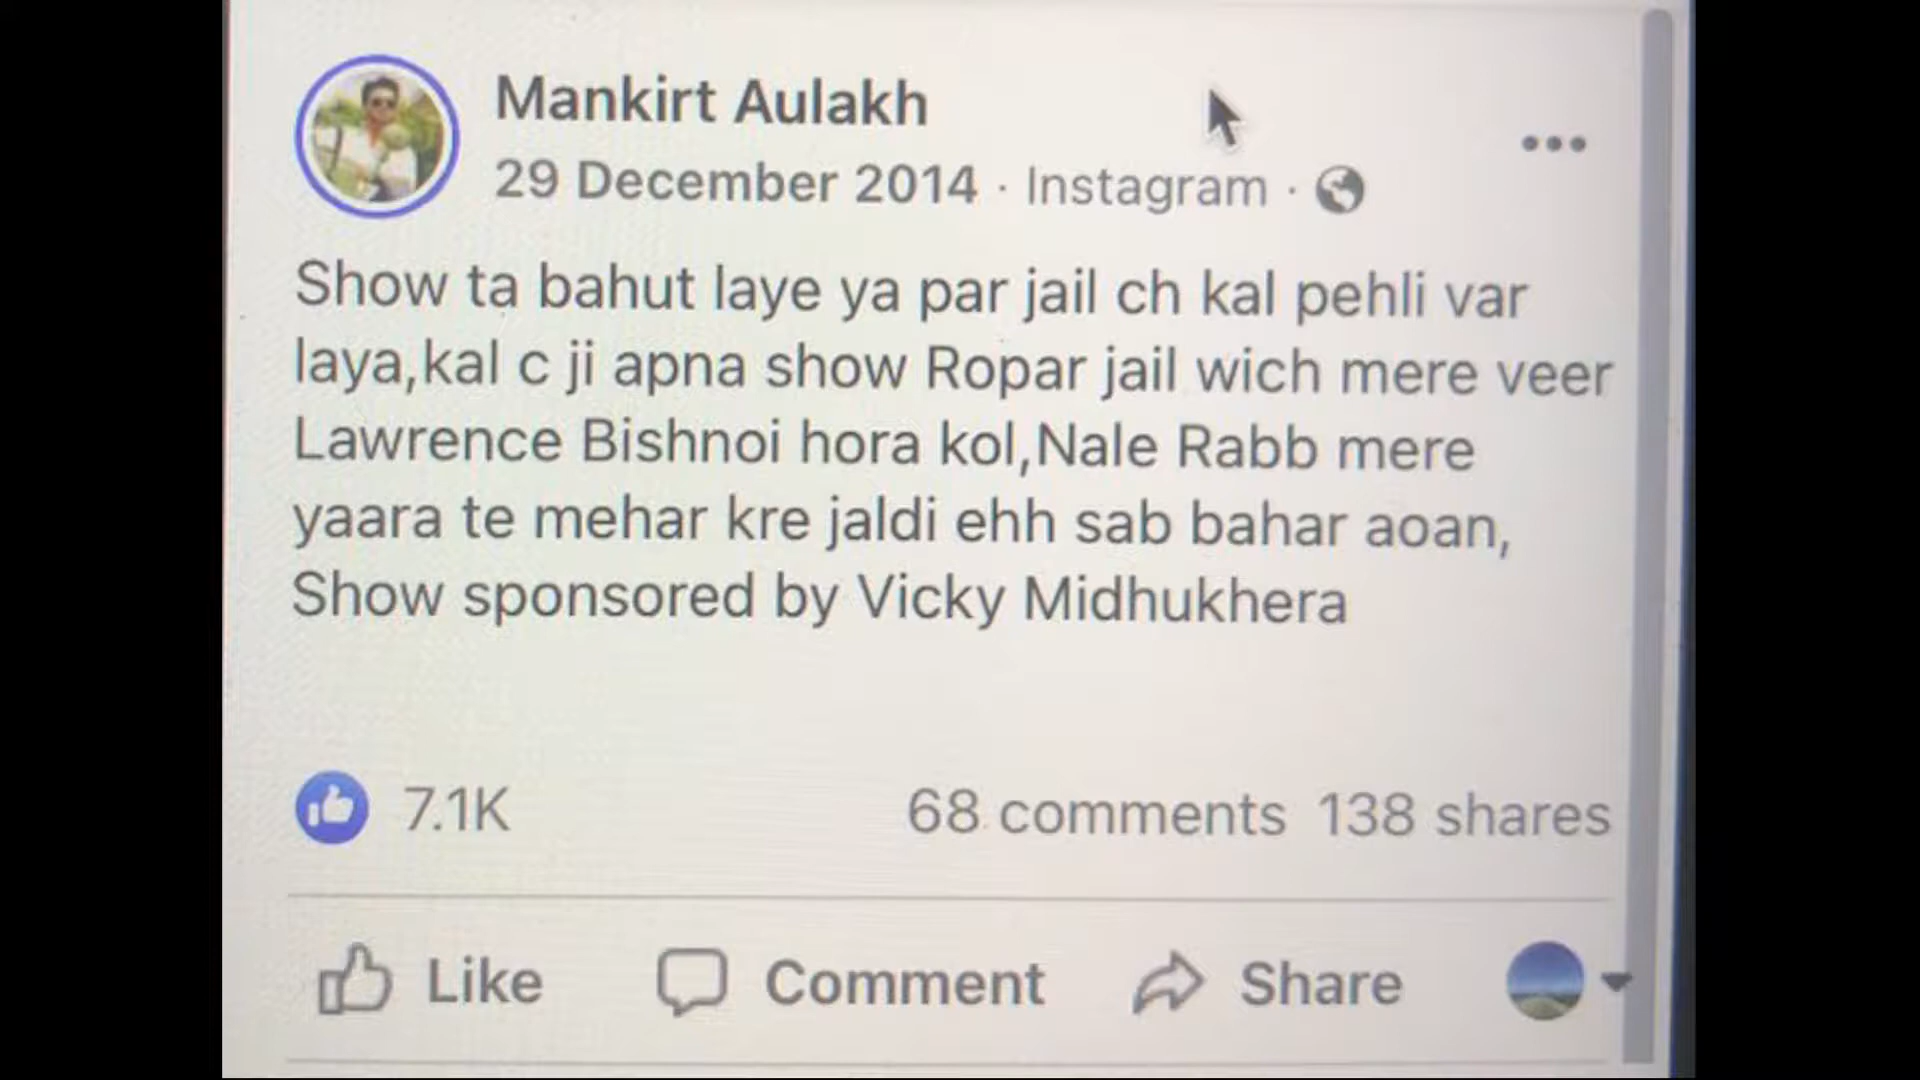 Mankirt Aulakh
29 December 2014 · Instagram ·
Show ta bahut laye ya par jail ch kal pehli var
laya,kal c ji apna show Ropar jail wich mere veer
Lawrence Bishnoi hora kol,Nale Rabb mere
yaara te mehar kre jaldi ehh sab bahar aoan,
Show sponsored by Vicky Midhukhera
7.1K 68 comments 138 shares
Like Comment Share